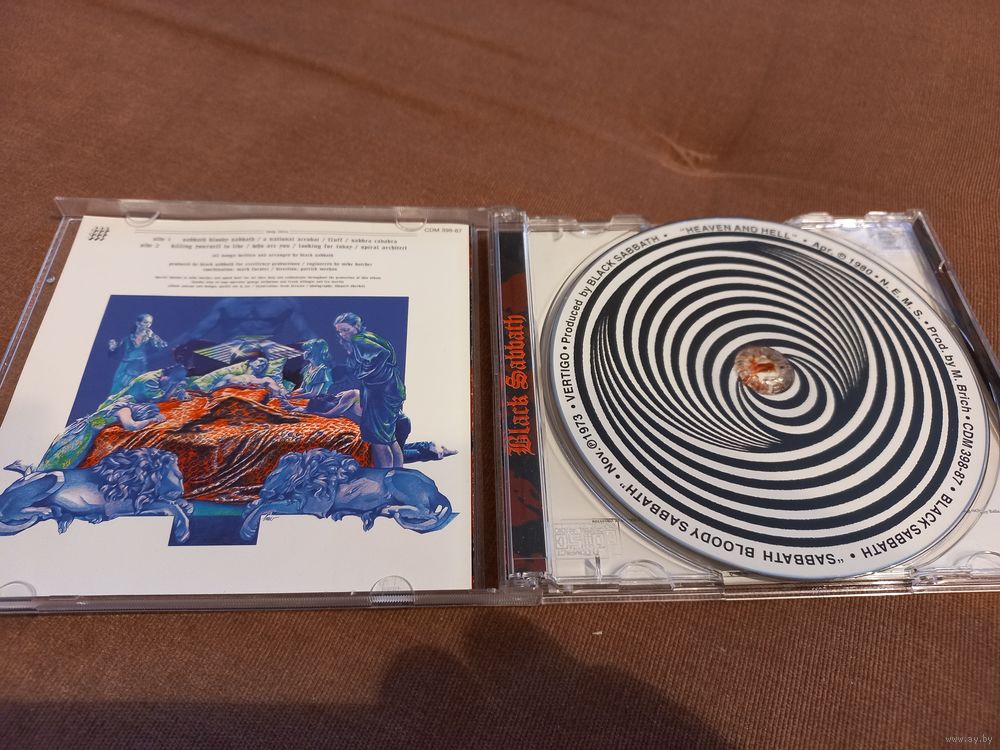 CDM 398-87
side 1 sabbath bloody sabbath / a national acrobat / fluff / sabbra cadabra
side 2 killing yourself to live / who are you / looking for today / spiral architect
all songs written and arranged by black sabbath
produced by black sabbath for excellency productions / engineered by mike butcher
Black Sabbath
BLACK SABBATH • "HEAVEN AND HELL" • Apr. ℗ 1980 • N.E.M.S. • Prod. by M. Brich • CDM 398-87 • BLACK SABBATH • "SABBATH BLOODY SABBATH" • Nov. ℗ 1973 • VERTIGO • Produced by
www.ay.by